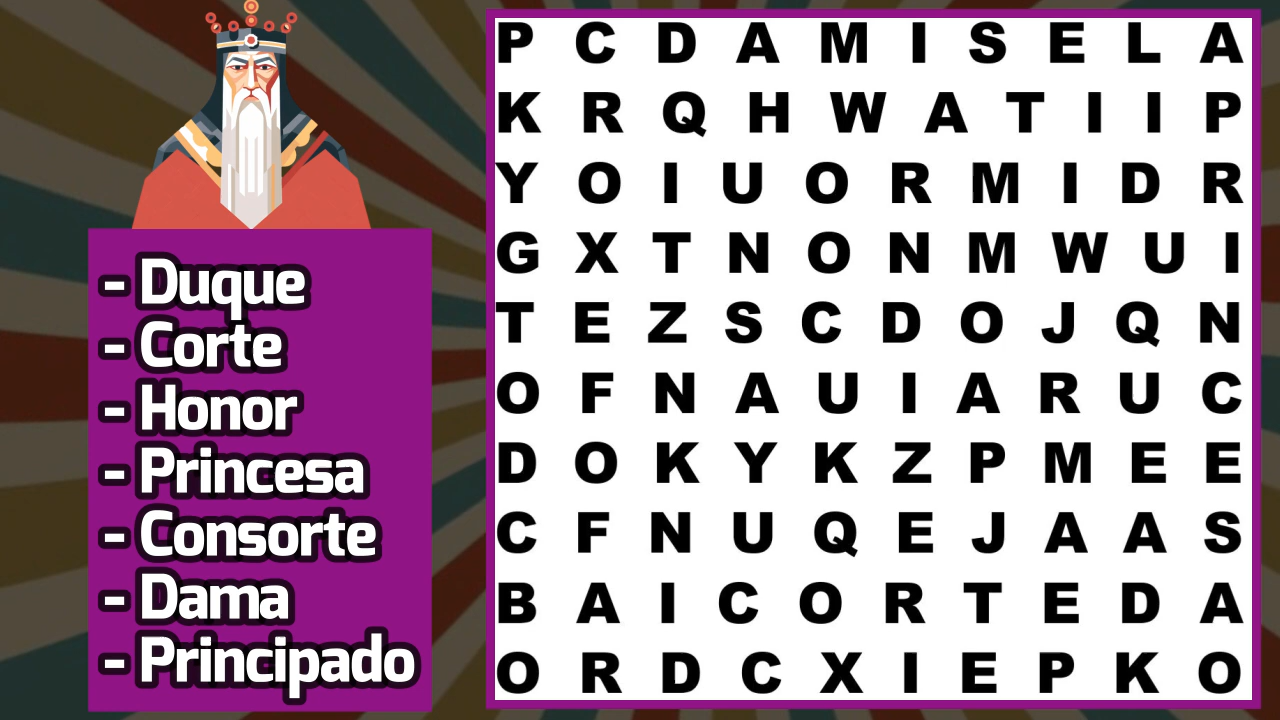 - Duque
- Corte
- Honor
- Princesa
- Consorte
- Dama
- Principado
P C D A M I S E L A
K R Q H W A T I I P
Y O I U O R M I D R
G X T N O N M W U I
T E Z S C D O J Q N
O F N A U I A R U C
D O K Y K Z P M E E
C F N U Q E J A A S
B A I C O R T E D A
O R D C X I E P K O